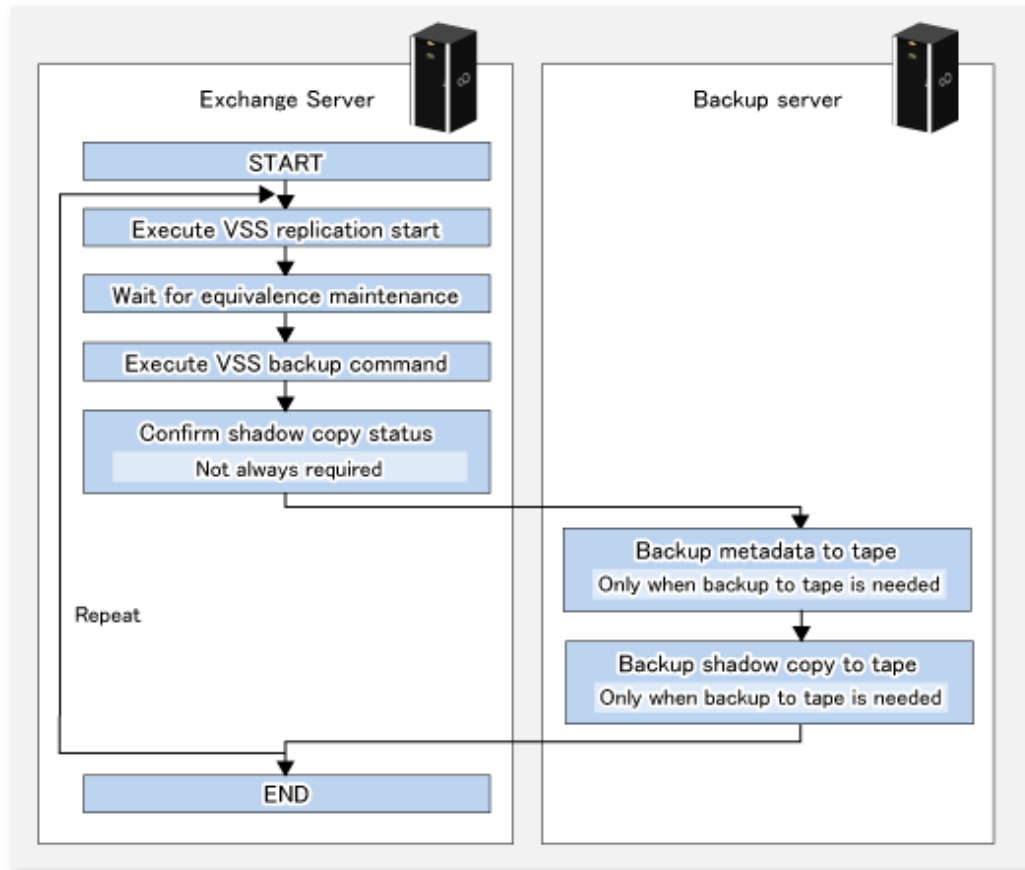 Exchange Server
Backup server
START
Execute VSS replication start
Wait for equivalence maintenance
Execute VSS backup command
Confirm shadow copy status
Not always required
Backup metadata to tape
Only when backup to tape is needed
Repeat
Backup shadow copy to tape
Only when backup to tape is needed
END